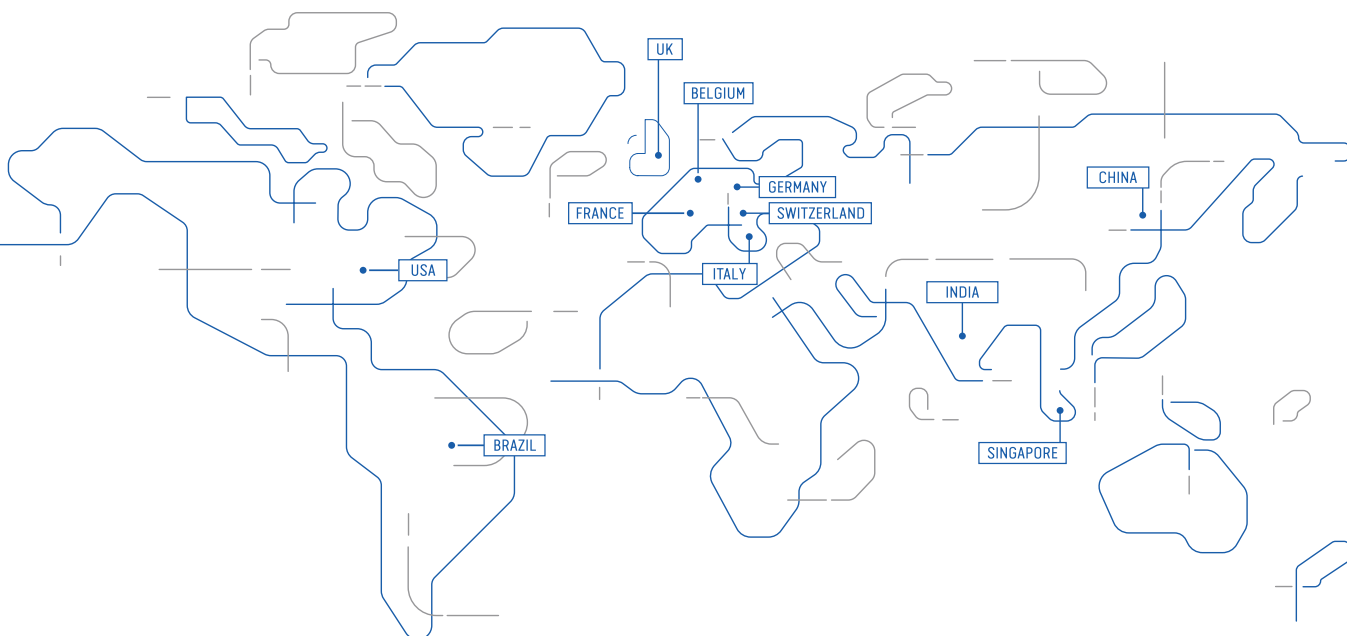 UK
BELGIUM
CHINA
GERMANY
FRANCE
SWITZERLAND
USA
ITALY
INDIA
BRAZIL
SINGAPORE